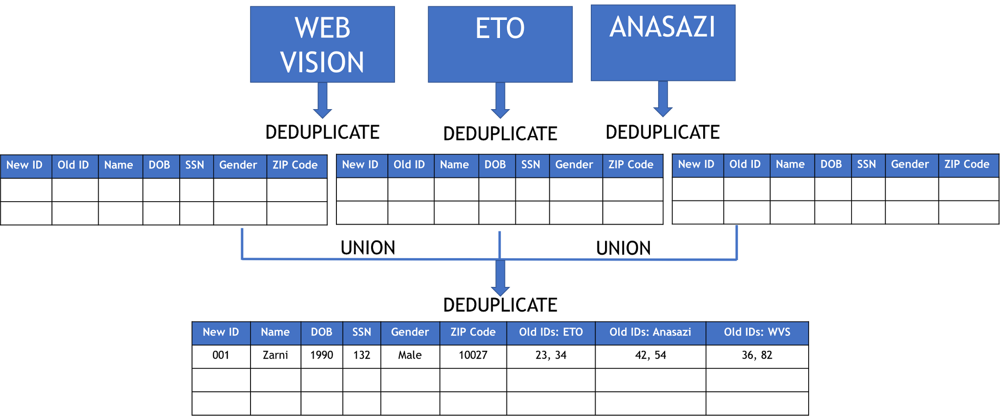 WEB
VISION
ETO
ANASAZI
DEDUPLICATE
DEDUPLICATE
DEDUPLICATE
New ID Old ID Name DOB SSN Gender ZIP Code
New ID Old ID Name DOB SSN Gender ZIP Code
New ID Old ID Name DOB SSN Gender ZIP Code
UNION
UNION
DEDUPLICATE
New ID Name DOB SSN Gender ZIP Code Old IDs: ETO Old IDs: Anasazi Old IDs: WVS
001 Zarni 1990 132 Male 10027 23, 34 42, 54 36, 82